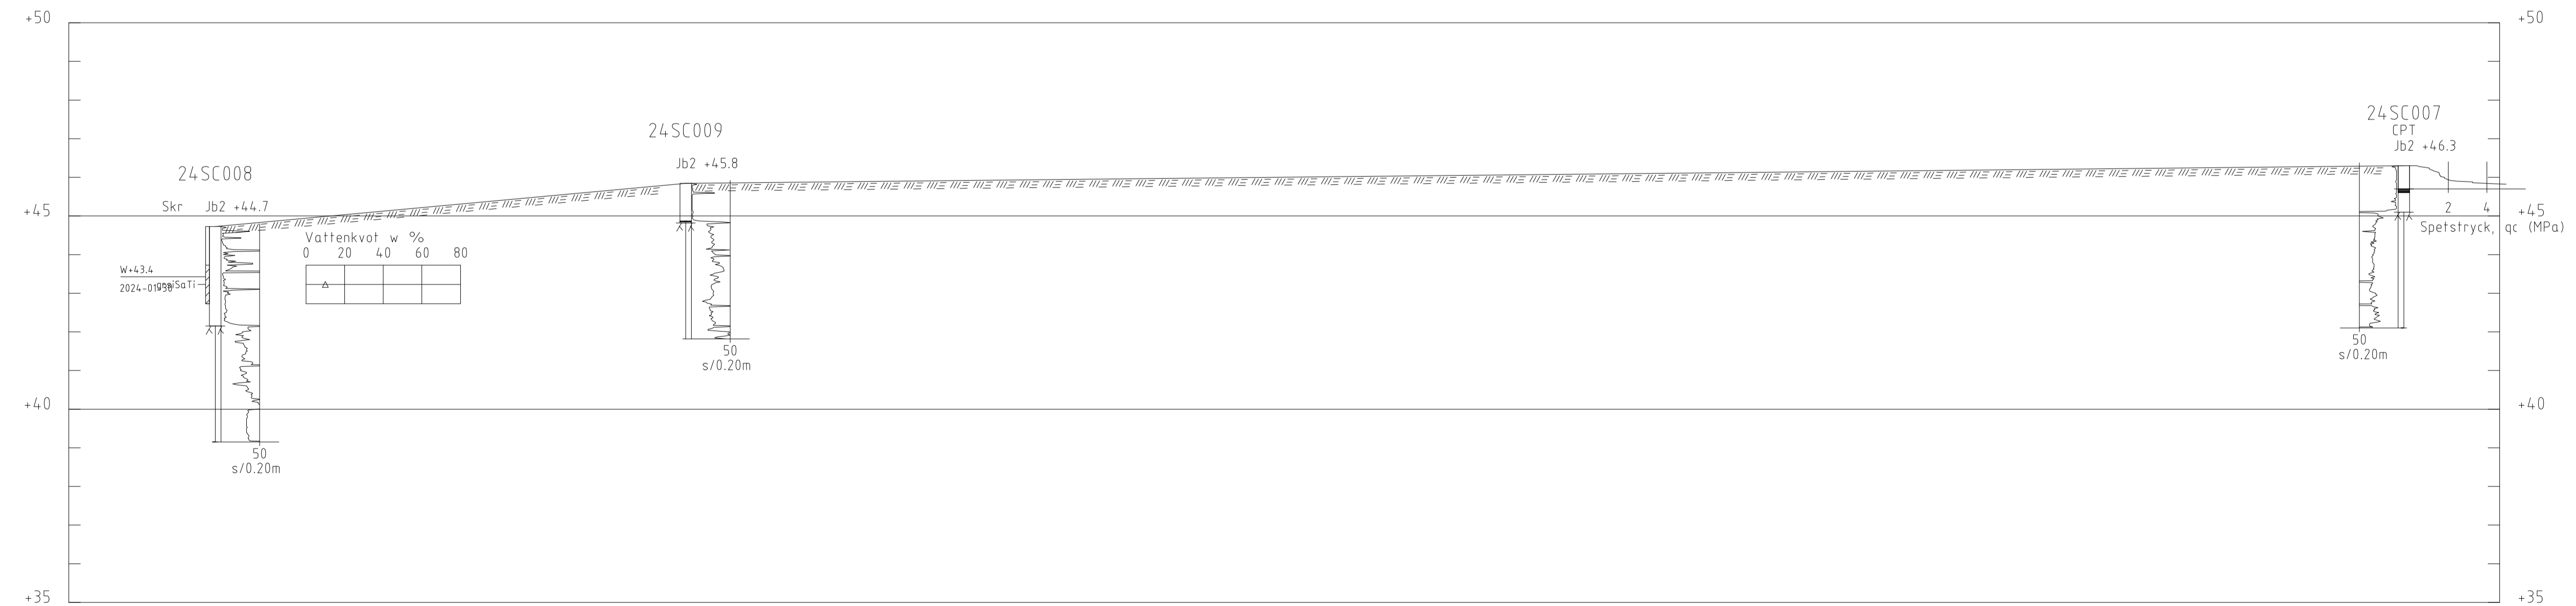 +50 +50
24SC007
CPT
24SC009
Jb2 +46.3
Jb2 +45.8
24SC008
Skr Jb2 +44.7
+45 2 4 +45
Spetstryck, qc (MPa)
Vattenkvot w %
0 20 40 60 80
W+43.4
2024-01-30
50
s/0.20m
50
s/0.20m
+40 +40
50
s/0.20m
+35 +35